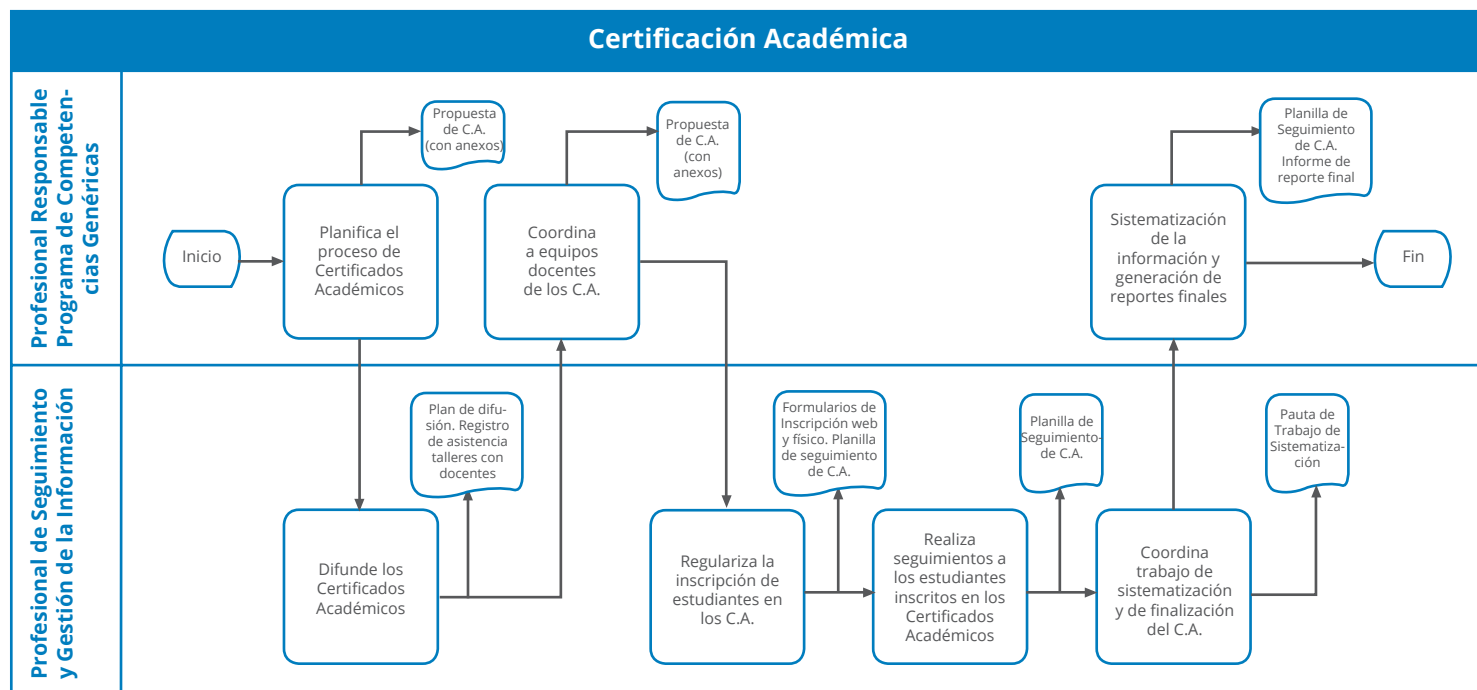 Certificación Académica
Profesional Responsable
Programa de Competen-
cias Genéricas
Inicio
Planifica el
proceso de
Certificados
Académicos
Propuesta
de C.A.
(con anexos)
Coordina
a equipos
docentes
de los C.A.
Propuesta
de C.A.
(con
anexos)
Sistematización
de la
información y
generación de
reportes finales
Planilla de
Seguimiento
de C.A.
Informe de
reporte final
Fin
Profesional de Seguimiento
y Gestión de la Información
Difunde los
Certificados
Académicos
Plan de difu-
sión. Registro
de asistencia
talleres con
docentes
Regulariza la
inscripción de
estudiantes en
los C.A.
Formularios de
Inscripción web
y físico. Planilla
de seguimiento
de C.A.
Realiza
seguimientos a
los estudiantes
inscritos en los
Certificados
Académicos
Planilla de
Seguimiento-
de C.A.
Coordina
trabajo de
sistematización
y de finalización
del C.A.
Pauta de
Trabajo de
Sistematiza-
ción